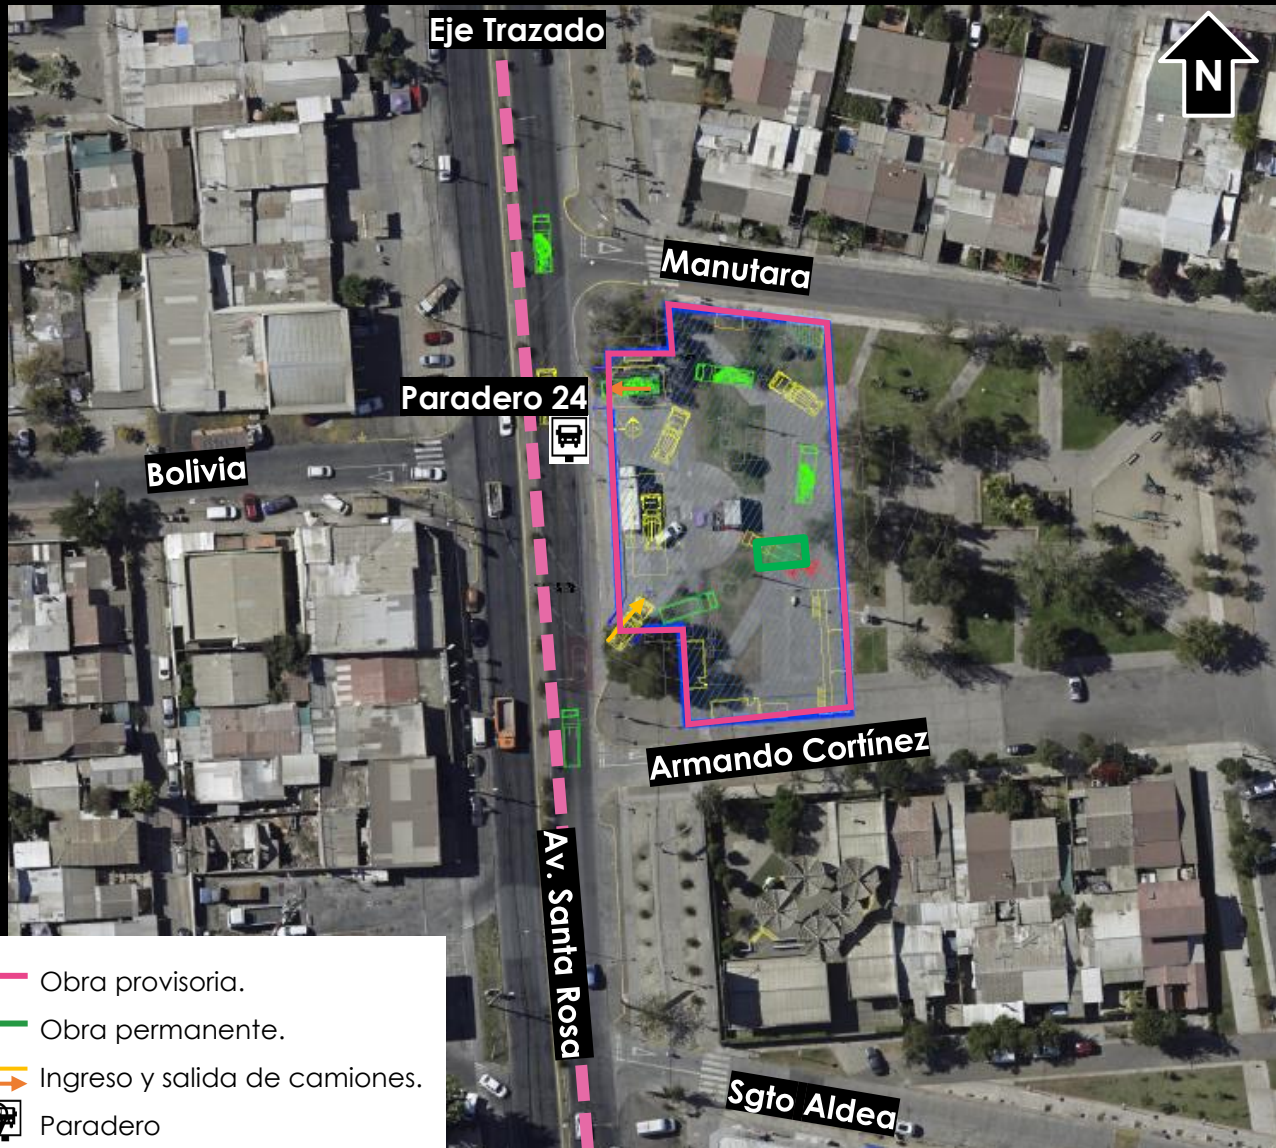 Eje Trazado
N
Manutara
Paradero 24
Bolivia
Armando Cortínez
Av. Santa Rosa
Sgto Aldea
Obra provisoria.
Obra permanente.
Ingreso y salida de camiones.
Paradero